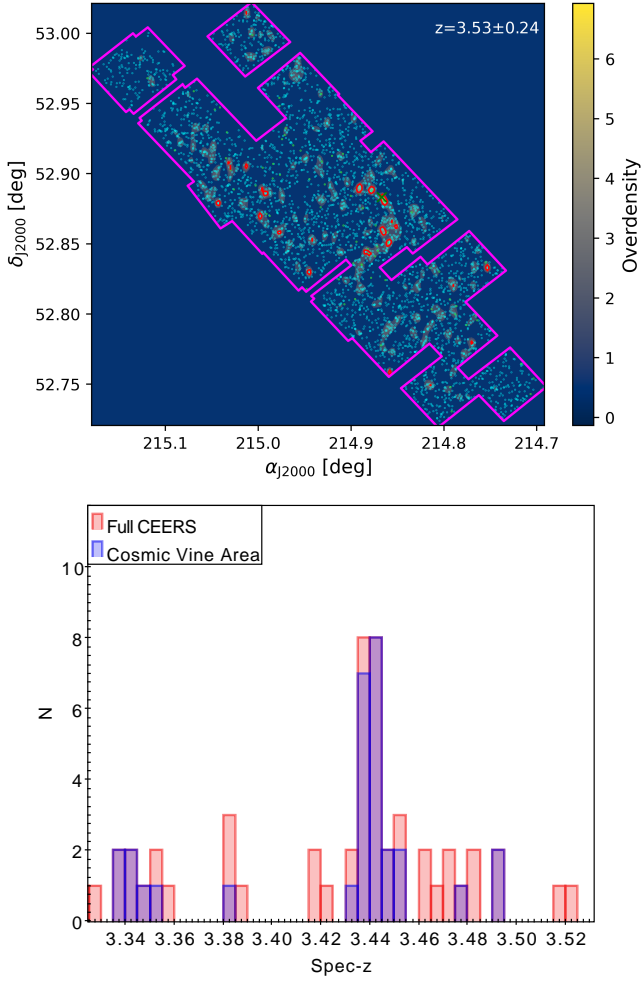 z=3.53±0.24
53.00
52.95
52.90
52.85
52.80
52.75
δJ2000 [deg]
215.1 215.0 214.9 214.8 214.7
αJ2000 [deg]
6
5
4
3
2
1
0
Overdensity
Full CEERS
Cosmic Vine Area
10
8
6
4
2
0
N
3.34 3.36 3.38 3.40 3.42 3.44 3.46 3.48 3.50 3.52
Spec-z